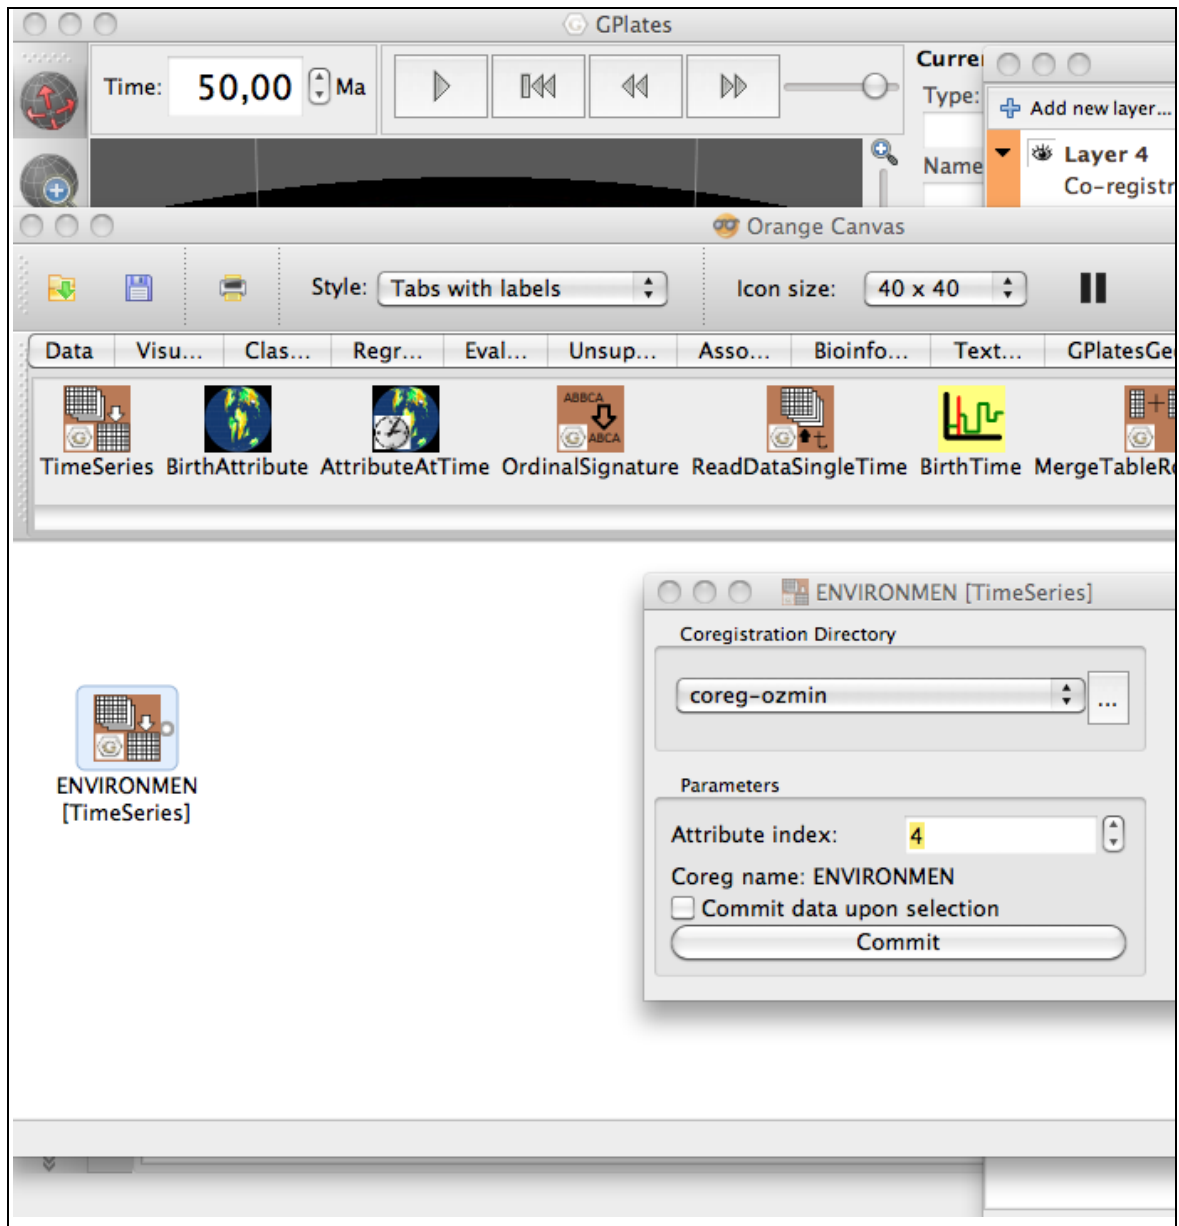 GPlates
Time: 50,00 Ma
Curre
Type:
Add new layer...
Name
Layer 4
Co-registr
Orange Canvas
Style: Tabs with labels Icon size: 40 x 40
Data Visu... Clas... Regr... Eval... Unsup... Asso... Bioinfo... Text... GPlatesGe
ABBCA
G G ABCA G t G
TimeSeries BirthAttribute AttributeAtTime OrdinalSignature ReadDataSingleTime BirthTime MergeTableRo
ENVIRONMEN [TimeSeries]
Coregistration Directory
coreg-ozmin ...
G
ENVIRONMEN
[TimeSeries]
Parameters
Attribute index: 4
Coreg name: ENVIRONMEN
Commit data upon selection
Commit